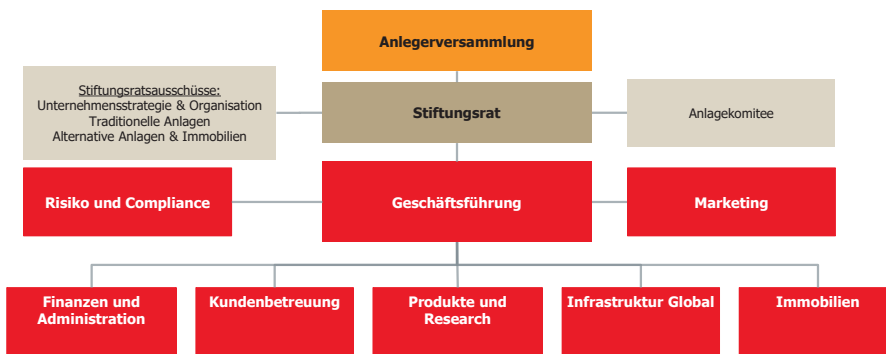 Anlegerversammlung
Stiftungsratsausschüsse:
Unternehmensstrategie & Organisation
Traditionelle Anlagen
Alternative Anlagen & Immobilien
Stiftungsrat
Anlagekomitee
Risiko und Compliance
Geschäftsführung
Marketing
Finanzen und
Administration
Kundenbetreuung
Produkte und
Research
Infrastruktur Global
Immobilien